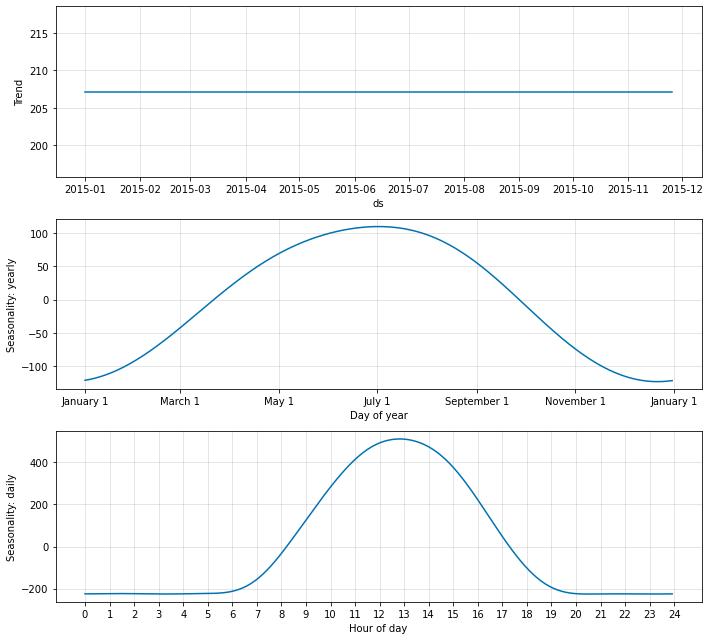 Trend
215
210
205
200
2015-01 2015-02 2015-03 2015-04 2015-05 2015-06 2015-07 2015-08 2015-09 2015-10 2015-11 2015-12
ds
Seasonality: yearly
100
50
0
−50
−100
January 1 March 1 May 1 July 1 September 1 November 1 January 1
Day of year
Seasonality: daily
400
200
0
−200
0 1 2 3 4 5 6 7 8 9 10 11 12 13 14 15 16 17 18 19 20 21 22 23 24
Hour of day